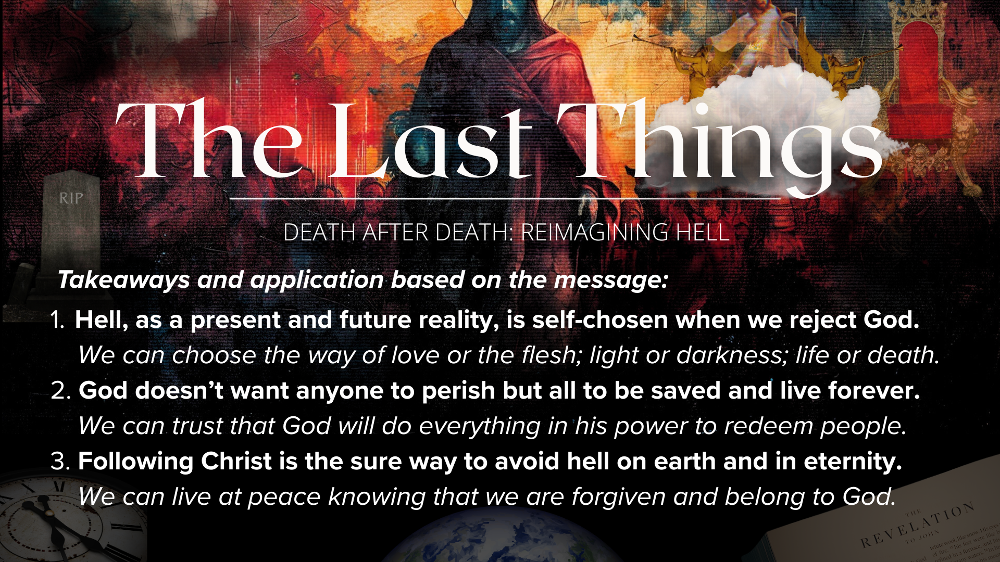 The Last Things
RIP
DEATH AFTER DEATH: REIMAGINING HELL
Takeaways and application based on the message:
1. Hell, as a present and future reality, is self-chosen when we reject God.
We can choose the way of love or the flesh; light or darkness; life or death.
2. God doesn’t want anyone to perish but all to be saved and live forever.
We can trust that God will do everything in his power to redeem people.
3. Following Christ is the sure way to avoid hell on earth and in eternity.
We can live at peace knowing that we are forgiven and belong to God.
THE
REVELATION
TO JOHN